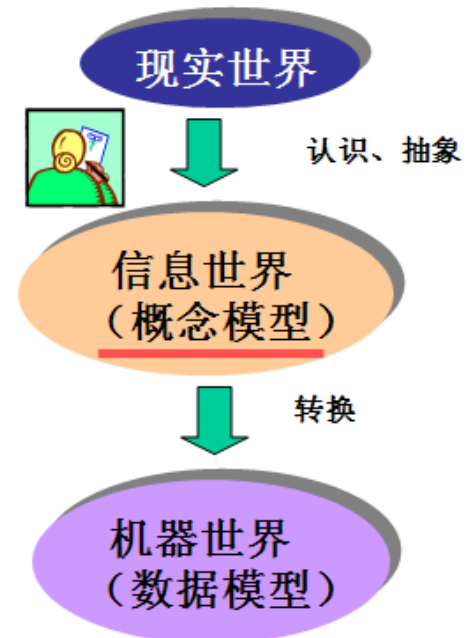 现实世界
认识、抽象
信息世界
（概念模型）
转换
机器世界
（数据模型）